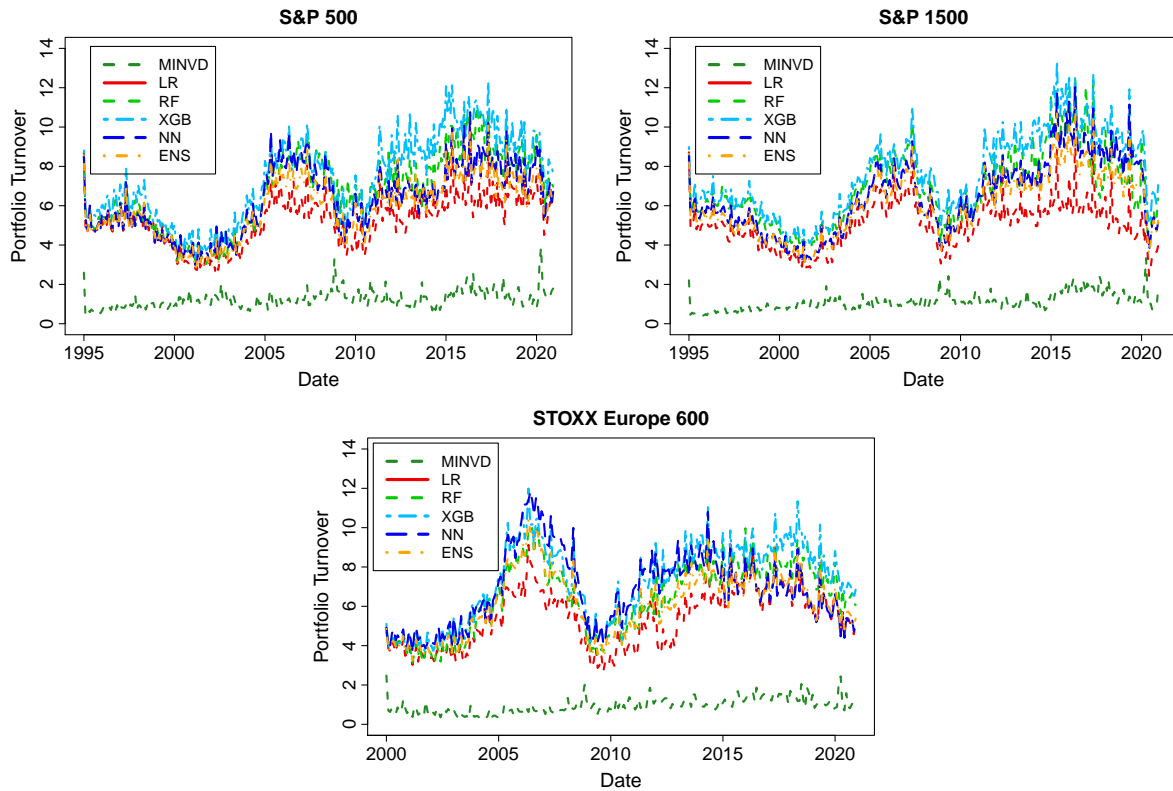 S&P 500
Portfolio Turnover
0 2 4 6 8 10 12 14
MINVD
LR
RF
XGB
NN
ENS
1995 2000 2005 2010 2015 2020
Date
S&P 1500
Portfolio Turnover
0 2 4 6 8 10 12 14
MINVD
LR
RF
XGB
NN
ENS
1995 2000 2005 2010 2015 2020
Date
STOXX Europe 600
Portfolio Turnover
0 2 4 6 8 10 12 14
MINVD
LR
RF
XGB
NN
ENS
2000 2005 2010 2015 2020
Date